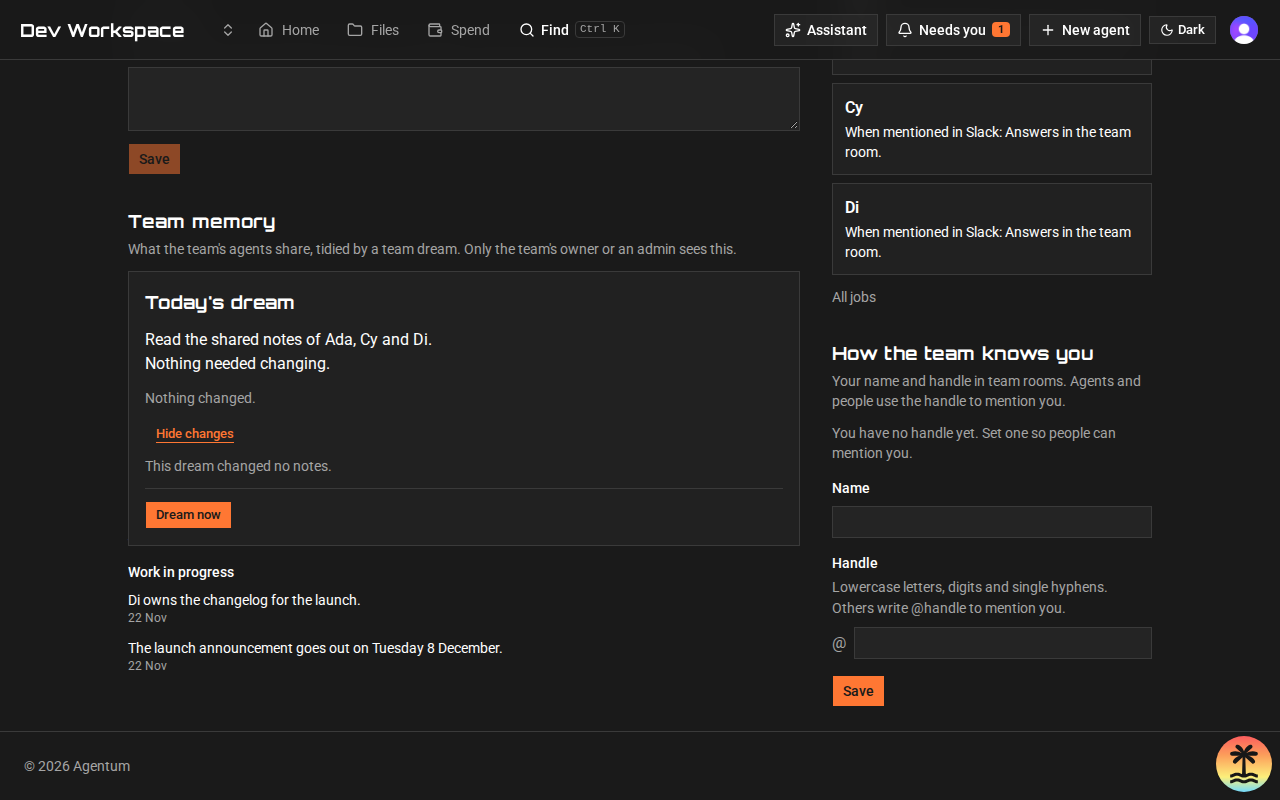 Dev Workspace
Home
Files
Spend
Find
Ctrl K
Assistant
Needs you
1
New agent
Dark
Save
Team memory
What the team's agents share, tidied by a team dream. Only the team's owner or an admin sees this.
Today's dream
Read the shared notes of Ada, Cy and Di.
Nothing needed changing.
Nothing changed.
Hide changes
This dream changed no notes.
Dream now
Work in progress
Di owns the changelog for the launch.
22 Nov
The launch announcement goes out on Tuesday 8 December.
22 Nov
Cy
When mentioned in Slack: Answers in the team
room.
Di
When mentioned in Slack: Answers in the team
room.
All jobs
How the team knows you
Your name and handle in team rooms. Agents and
people use the handle to mention you.
You have no handle yet. Set one so people can
mention you.
Name
Handle
Lowercase letters, digits and single hyphens.
Others write @handle to mention you.
@
Save
© 2026 Agentum